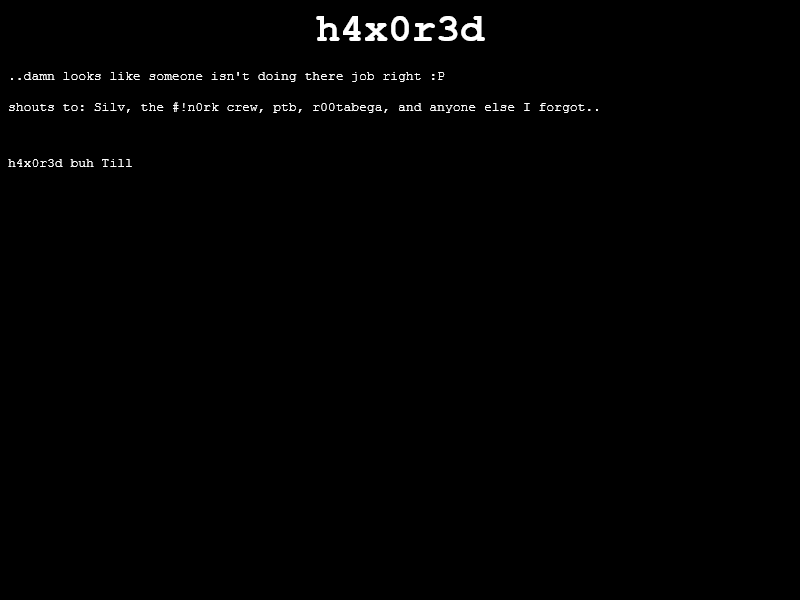 h4x0r3d
..damn looks like someone isn't doing there job right :P
shouts to: Silv, the #!n0rk crew, ptb, r00tabega, and anyone else I forgot..
h4x0r3d buh Till